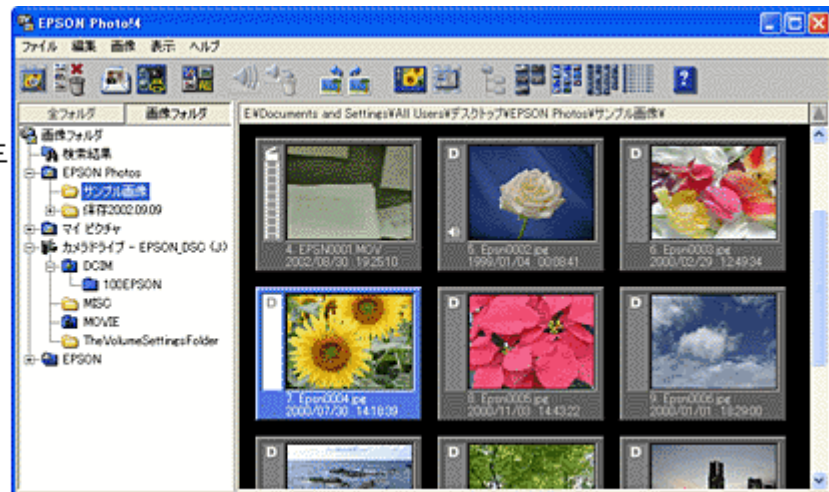 EPSON Photo!4
ファイル 編集 画像 表示 ヘルプ
全フォルダ 画像フォルダ
E¥Documents and Settings¥All Users¥デスクトップ¥EPSON Photos¥サンプル画像¥
画像フォルダ
検索結果
EPSON Photos
サンプル画像
保存2002.09.09
マイ ピクチャ
カメラドライブ - EPSON_DSC (J)
DCIM
100EPSON
MISC
MOVIE
TheVolumeSettingsFolder
EPSON
4. EPSN0001.MOV
2002/08/30 19:25:10
D
5. Epsn0002.jpg
1999/01/04 00:08:41
D
6. Epsn0003.jpg
2000/02/29 12:49:34
D
7. Epsn0004.jpg
2000/07/30 14:18:09
D
8. Epsn0005.jpg
2000/11/03 14:43:22
D
9. Epsn0006.jpg
2000/01/01 18:29:00
D
D
D